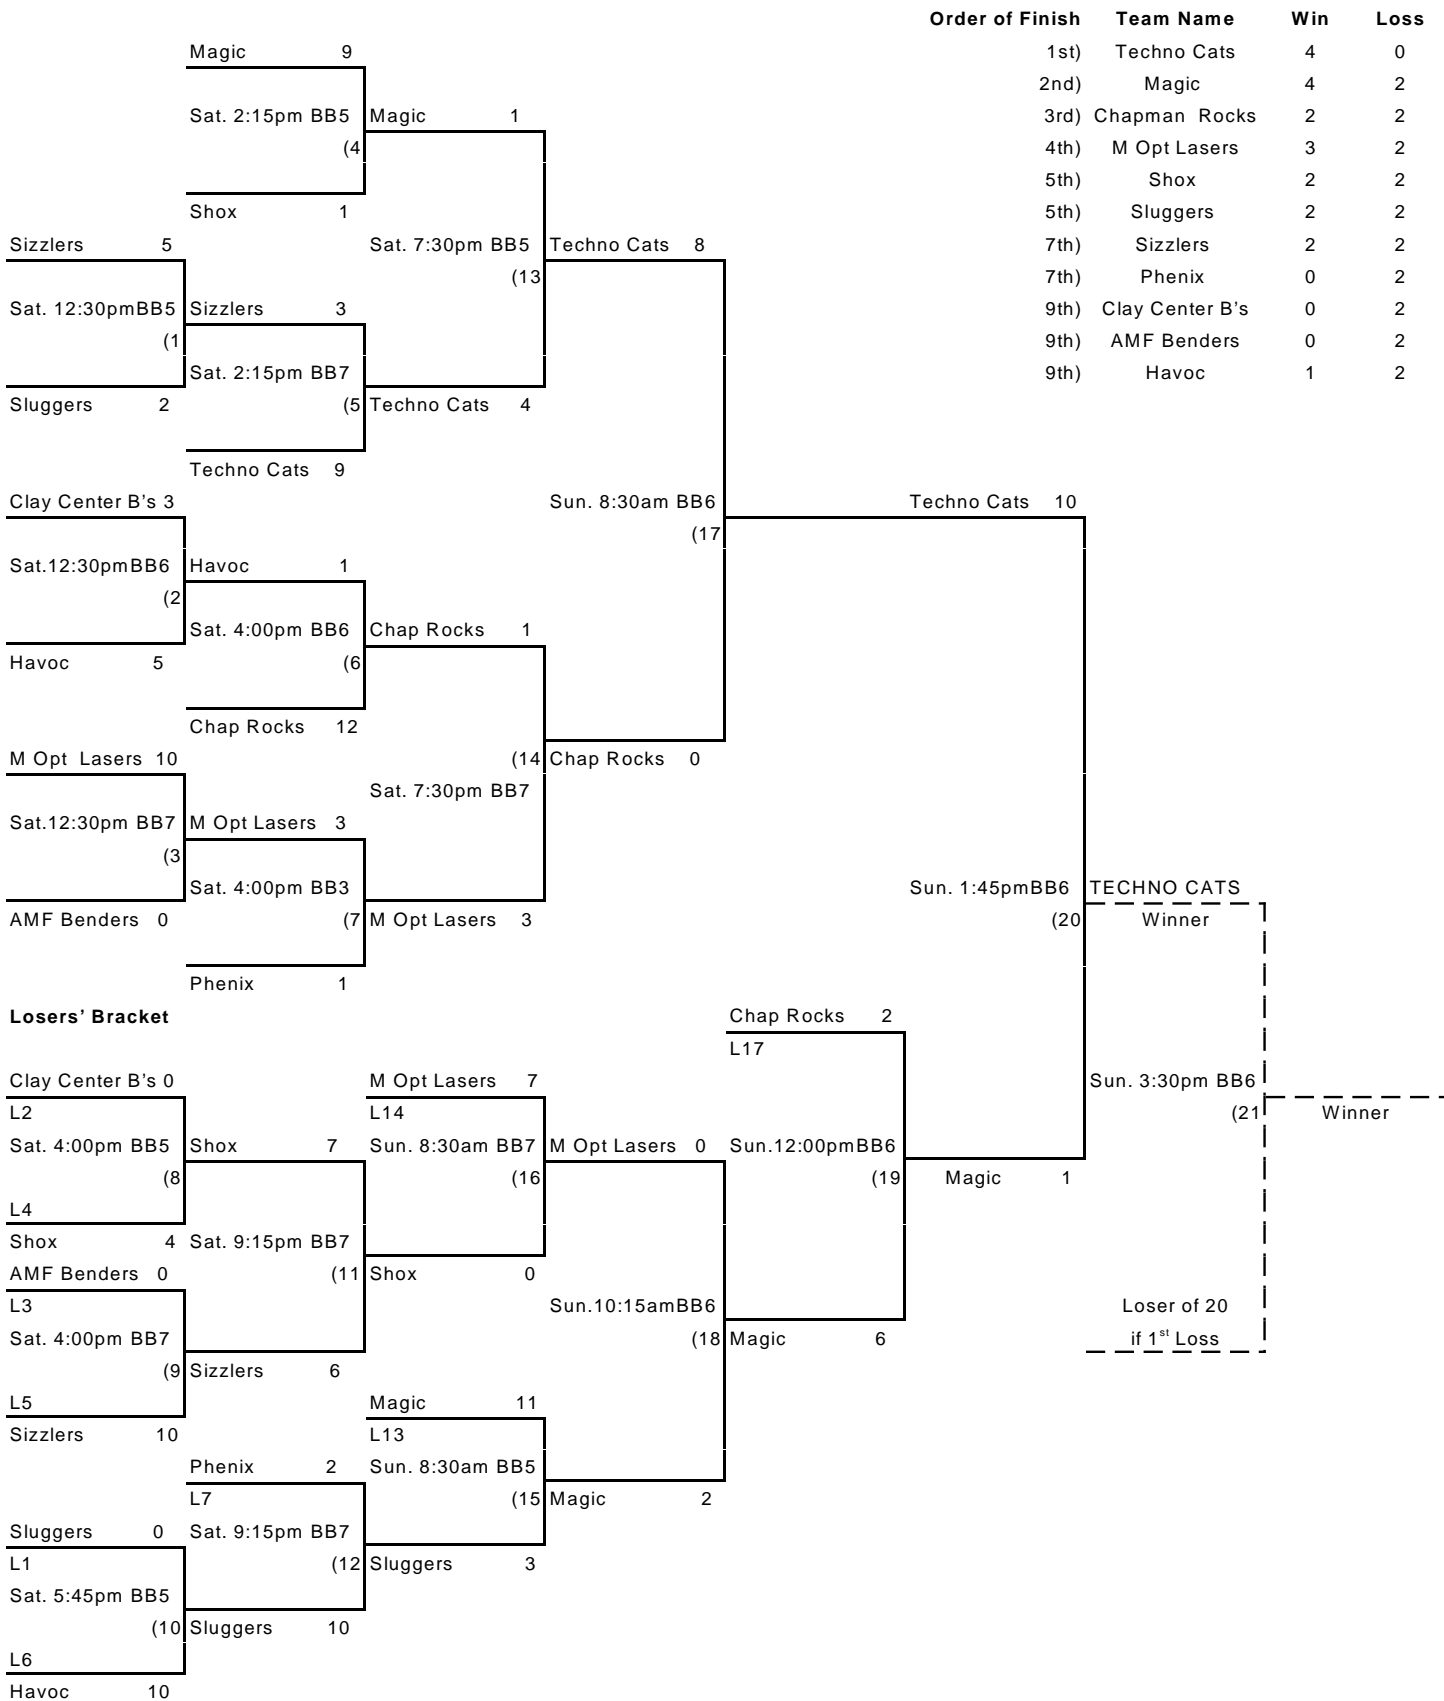 Order of Finish Team Name Win Loss
Magic 9 1st) Techno Cats 4 0
2nd) Magic 4 2
Sat. 2:15pm BB5 Magic 1 3rd) Chapman Rocks 2 2
(4 4th) M Opt Lasers 3 2
5th) Shox 2 2
Shox 1 5th) Sluggers 2 2
Sizzlers 5 Sat. 7:30pm BB5 Techno Cats 8 7th) Sizzlers 2 2
(13 7th) Phenix 0 2
Sat. 12:30pmBB5 Sizzlers 3 9th) Clay Center B's 0 2
(1 9th) AMF Benders 0 2
Sat. 2:15pm BB7 9th) Havoc 1 2
Sluggers 2 (5 Techno Cats 4
Techno Cats 9
Clay Center B's 3 Sun. 8:30am BB6 Techno Cats 10
(17
Sat.12:30pmBB6 Havoc 1
(2
Sat. 4:00pm BB6 Chap Rocks 1
Havoc 5 (6
Chap Rocks 12
M Opt Lasers 10 (14 Chap Rocks 0
Sat. 7:30pm BB7
Sat.12:30pm BB7 M Opt Lasers 3
(3
Sat. 4:00pm BB3 Sun. 1:45pmBB6 TECHNO CATS
AMF Benders 0 (7 M Opt Lasers 3 (20 Winner
Phenix 1
Losers’ Bracket Chap Rocks 2
L17
Clay Center B's 0 M Opt Lasers 7 Sun. 3:30pm BB6
L2 L14 (21 Winner
Sat. 4:00pm BB5 Shox 7 Sun. 8:30am BB7 M Opt Lasers 0 Sun.12:00pmBB6
(8 (16 (19 Magic 1
L4
Shox 4 Sat. 9:15pm BB7
AMF Benders 0 (11 Shox 0
L3 Sun.10:15amBB6 Loser of 20
Sat. 4:00pm BB7 (18 Magic 6 if 1st Loss
(9 Sizzlers 6
L5 Magic 11
Sizzlers 10 L13
Phenix 2 Sun. 8:30am BB5
L7 (15 Magic 2
Sluggers 0 Sat. 9:15pm BB7
L1 (12 Sluggers 3
Sat. 5:45pm BB5
(10 Sluggers 10
L6
Havoc 10